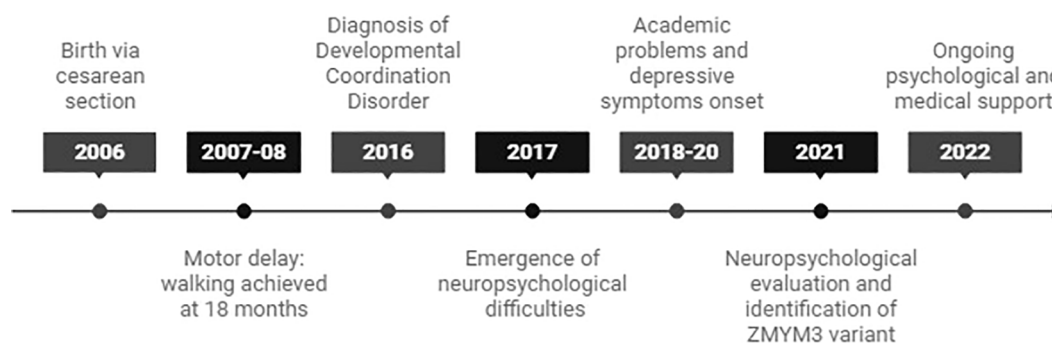 Birth via
cesarean
section
2006
2007-08
Motor delay:
walking achieved
at 18 months
Diagnosis of
Developmental
Coordination
Disorder
2016
2017
Emergence of
neuropsychological
difficulties
Academic
problems and
depressive
symptoms onset
2018-20
2021
Neuropsychological
evaluation and
identification of
ZMYM3 variant
Ongoing
psychological and
medical support
2022